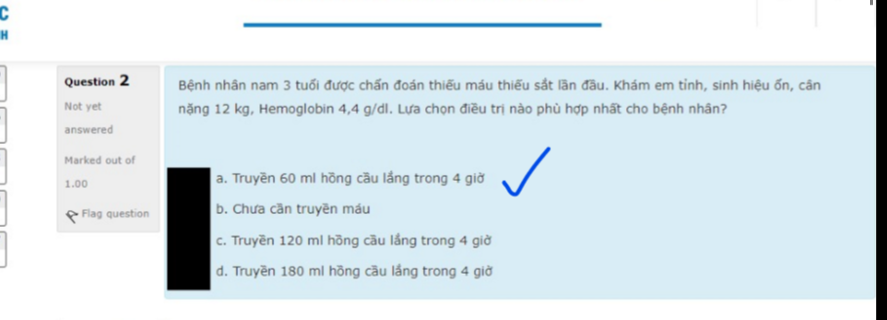 C
H
Question 2
Not yet
answered
Marked out of
1.00
Flag question
Bệnh nhân nam 3 tuổi được chẩn đoán thiếu máu thiếu sắt lần đầu. Khám em tỉnh, sinh hiệu ổn, cân
nặng 12 kg, Hemoglobin 4,4 g/dl. Lựa chọn điều trị nào phù hợp nhất cho bệnh nhân?
a. Truyền 60 ml hồng cầu lắng trong 4 giờ
b. Chưa cần truyền máu
c. Truyền 120 ml hồng cầu lắng trong 4 giờ
d. Truyền 180 ml hồng cầu lắng trong 4 giờ